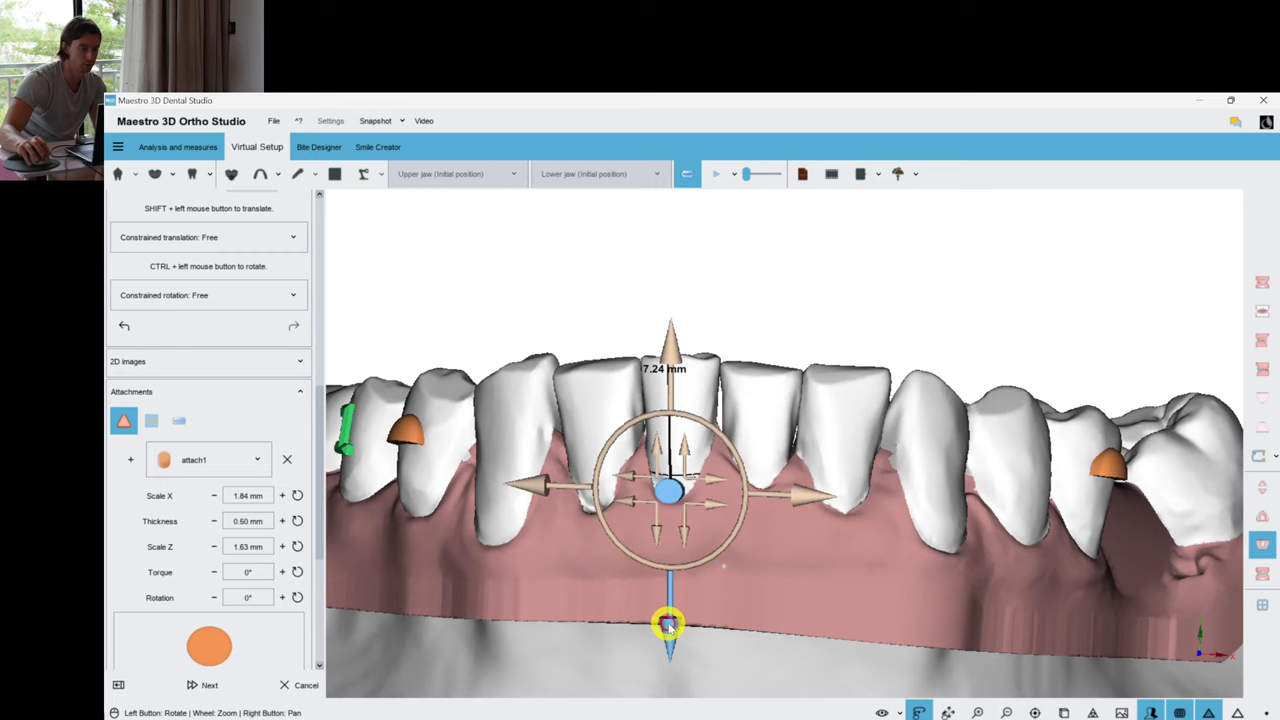 Maestro 3D Dental Studio
Maestro 3D Ortho Studio File ^? Settings Snapshot Video
Analysis and measures Virtual Setup Bite Designer Smile Creator
Upper jaw (Initial position) Lower jaw (Initial position)
SHIFT + left mouse button to translate.
Constrained translation: Free
CTRL + left mouse button to rotate.
Constrained rotation: Free
2D images
7.24 mm
Attachments
attach1
Scale X - 1.84 mm +
Thickness - 0.50 mm +
Scale Z - 1.63 mm +
Torque - 0° +
Rotation - 0° +
Next Cancel
Left Button: Rotate | Wheel: Zoom | Right Button: Pan